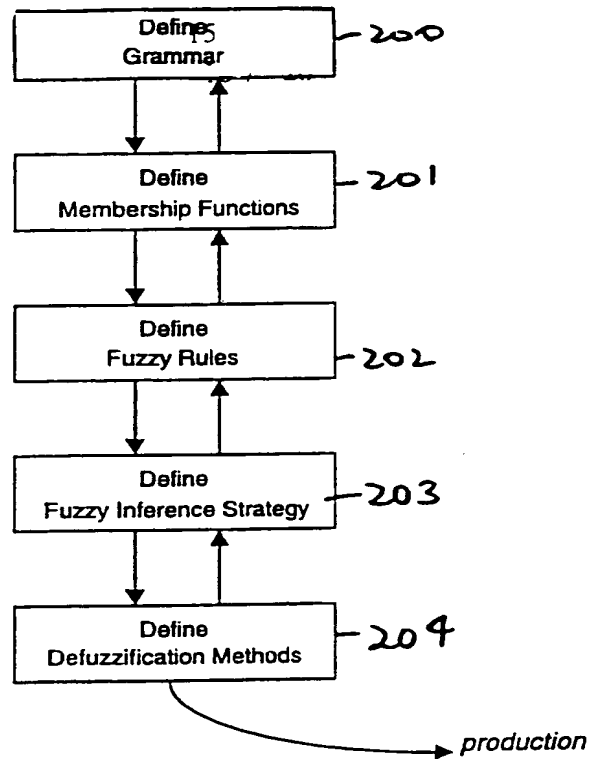 Define
15
Grammar
200
Define
Membership Functions
201
Define
Fuzzy Rules
202
Define
Fuzzy Inference Strategy
203
Define
Defuzzification Methods
204
production